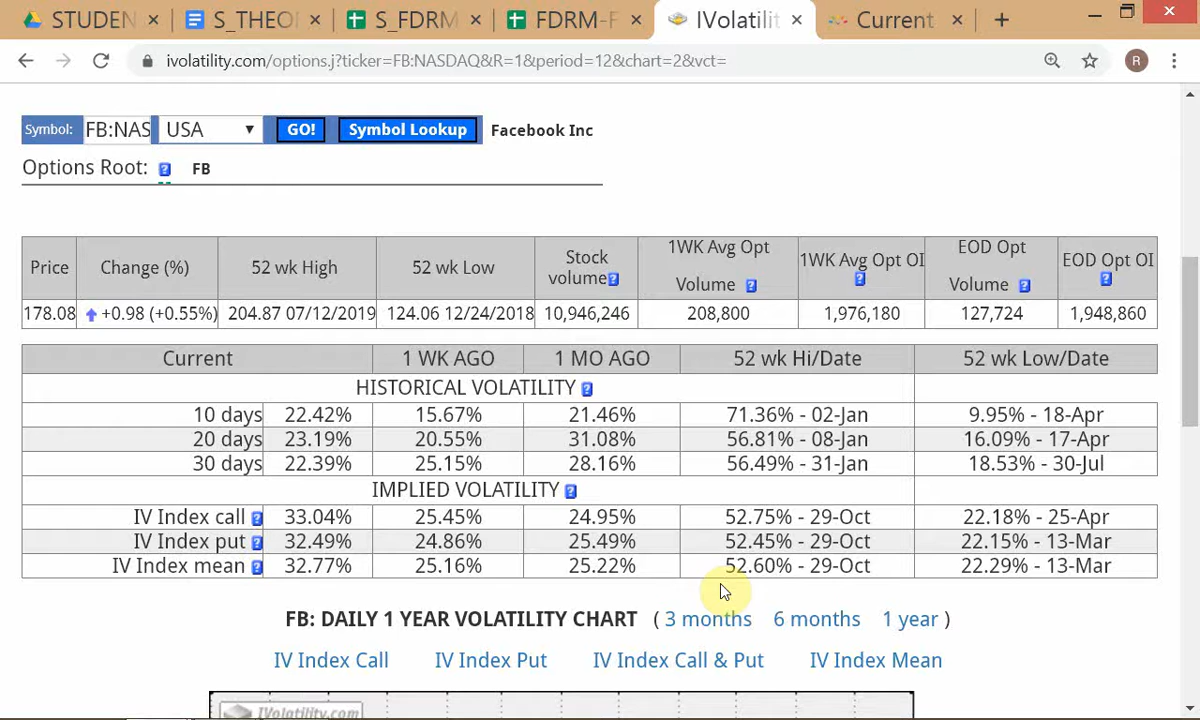 STUDEN × S_THEO × S_FDRM × FDRM-F × IVolatili × Current × +
ivolatility.com/options.j?ticker=FB:NASDAQ&R=1&period=12&chart=2&vct=
R
Symbol: FB:NAS USA GO! Symbol Lookup Facebook Inc
Options Root: ? FB
Price Change (%) 52 wk High 52 wk Low Stock volume? 1WK Avg Opt Volume ? 1WK Avg Opt OI ? EOD Opt Volume ? EOD Opt OI ?
178.08 +0.98 (+0.55%) 204.87 07/12/2019 124.06 12/24/2018 10,946,246 208,800 1,976,180 127,724 1,948,860
Current 1 WK AGO 1 MO AGO 52 wk Hi/Date 52 wk Low/Date
HISTORICAL VOLATILITY ?
10 days 22.42% 15.67% 21.46% 71.36% - 02-Jan 9.95% - 18-Apr
20 days 23.19% 20.55% 31.08% 56.81% - 08-Jan 16.09% - 17-Apr
30 days 22.39% 25.15% 28.16% 56.49% - 31-Jan 18.53% - 30-Jul
IMPLIED VOLATILITY ?
IV Index call ? 33.04% 25.45% 24.95% 52.75% - 29-Oct 22.18% - 25-Apr
IV Index put ? 32.49% 24.86% 25.49% 52.45% - 29-Oct 22.15% - 13-Mar
IV Index mean ? 32.77% 25.16% 25.22% 52.60% - 29-Oct 22.29% - 13-Mar
FB: DAILY 1 YEAR VOLATILITY CHART ( 3 months 6 months 1 year )
IV Index Call IV Index Put IV Index Call & Put IV Index Mean
IVolatility.com